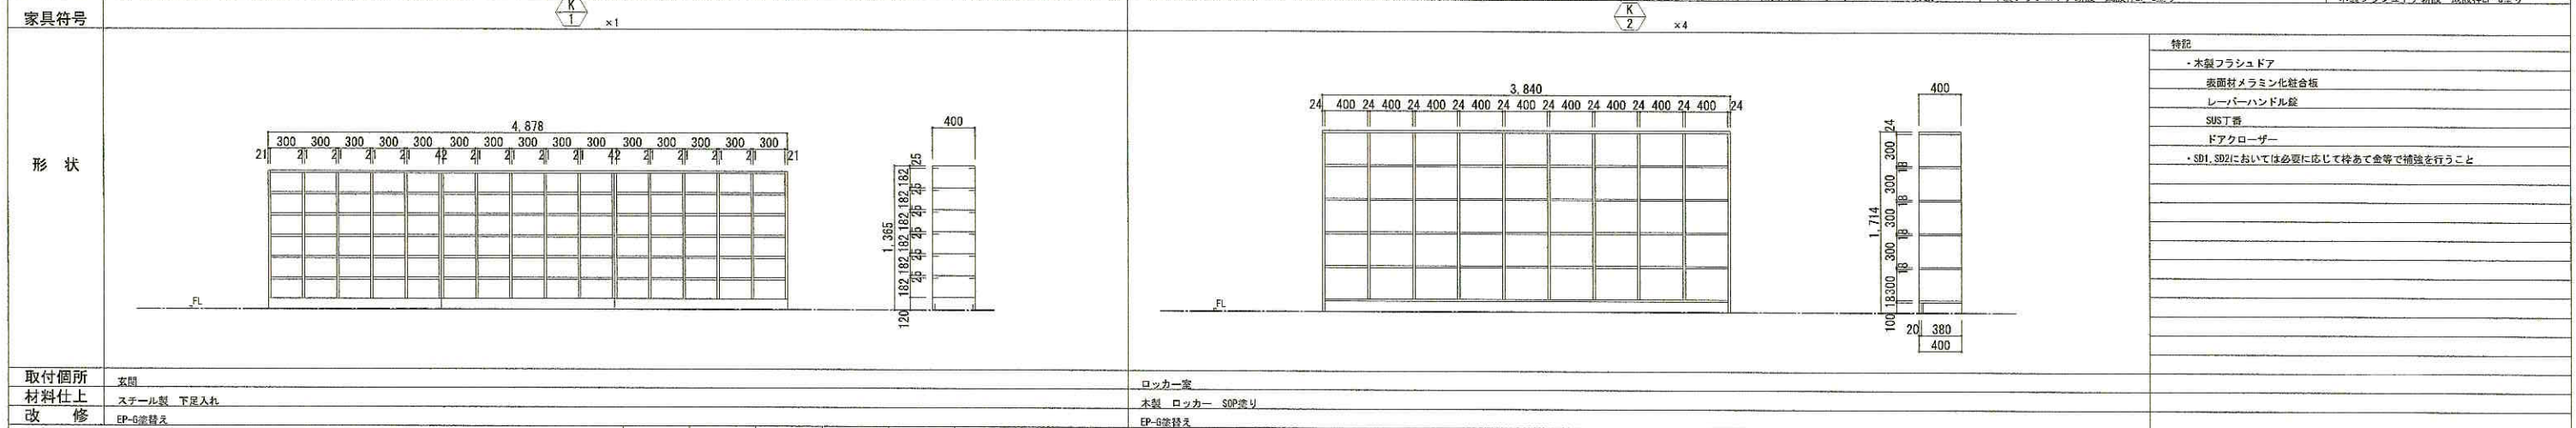 家具符号
K
1
×1
K
2
×4
形 状
4,878
300 300 300 300 300 300 300 300 300 300 300 300 300 300 300
21 21 21 21 21 42 21 21 21 21 42 21 21 21 21 21
FL
400
25
182 182 182 182 182 182
25 25 25 25 25
1,365
120
3,840
24 400 24 400 24 400 24 400 24 400 24 400 24 400 24 400 24 400 24
FL
400
24
300 300 300 300 300
18 18 18 18 18
1,714
100
20 380
400
特記
・木製フラシュドア
表面材メラミン化粧合板
レーバーハンドル錠
SUS丁番
ドアクローザー
・SD1,SD2においては必要に応じて枠あて金等で補強を行うこと
取付個所
玄関
ロッカー室
材料仕上
スチール製 下足入れ
木製 ロッカー SOP塗り
改 修
EP-G塗替え
EP-G塗替え